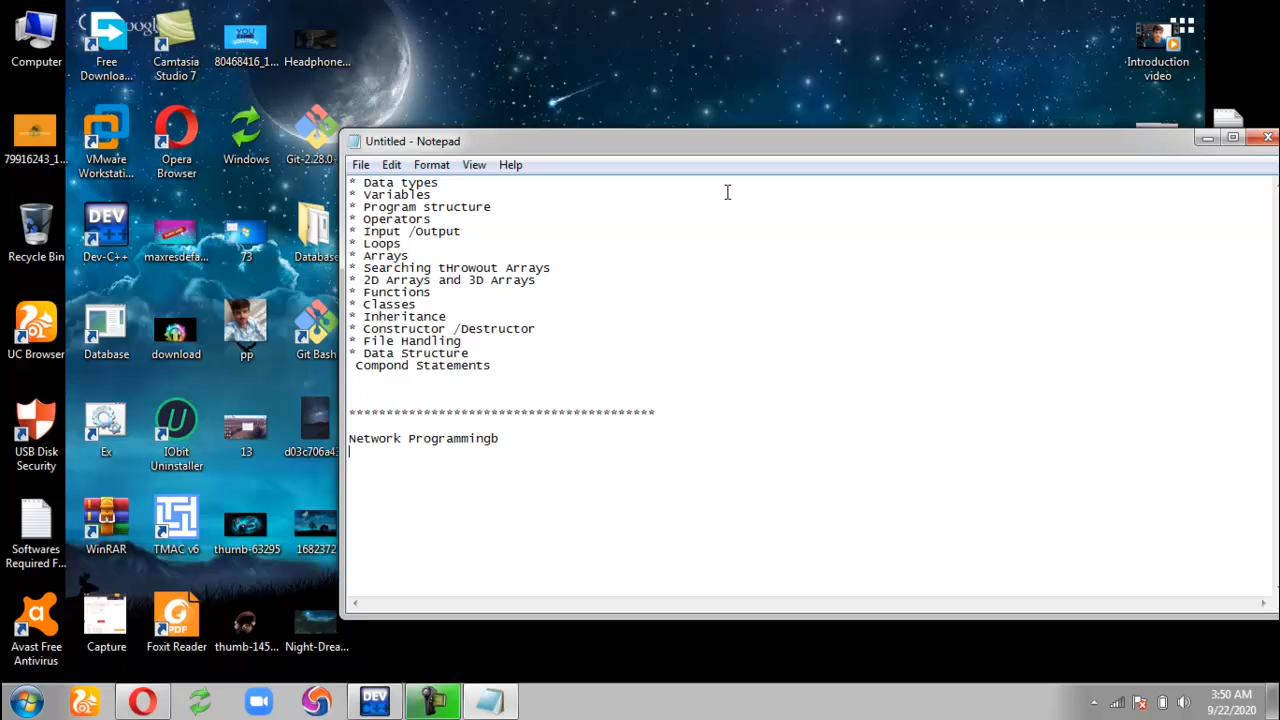 Google
Computer
Free
Downloa...
Camtasia
Studio 7
80468416_1...
Headphone...
Introduction
video
79916243_1...
VMware
Workstati...
Opera
Browser
Windows
Git-2.28.0-
Recycle Bin
DEV
C++
Dev-C++
maxresdefa...
73
Database
UC Browser
Database
download
pp
Git Bash
USB Disk
Security
Ex
IObit
Uninstaller
13
d03c706a43
Softwares
Required F...
WinRAR
TMAC v6
thumb-63295
1682372
Avast Free
Antivirus
Capture
PDF
Foxit Reader
thumb-145...
Night-Drea...
Untitled - Notepad
File Edit Format View Help
* Data types
* Variables
* Program structure
* Operators
* Input /Output
* Loops
* Arrays
* Searching tHrowout Arrays
* 2D Arrays and 3D Arrays
* Functions
* Classes
* Inheritance
* Constructor /Destructor
* File Handling
* Data Structure
Compond Statements
*****************************************
Network Programmingb
DEV
C++
3:50 AM
9/22/2020